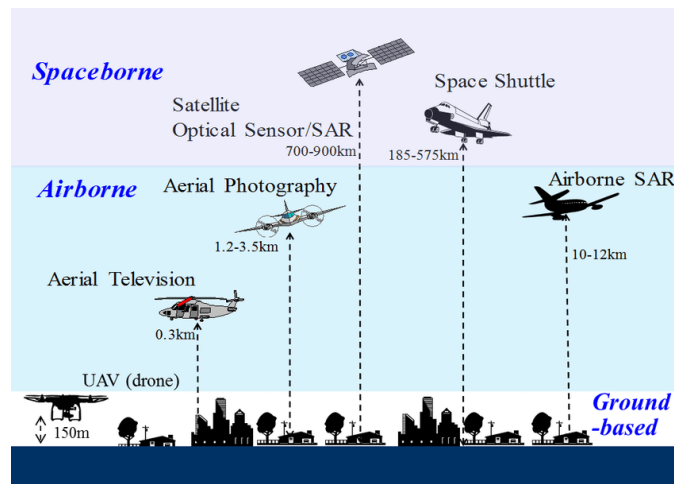 Spaceborne
Space Shuttle
Satellite
Optical Sensor/SAR
700-900km
185-575km
Airborne
Aerial Photography
Airborne SAR
1.2-3.5km
10-12km
Aerial Television
0.3km
UAV (drone)
150m
Ground
-based